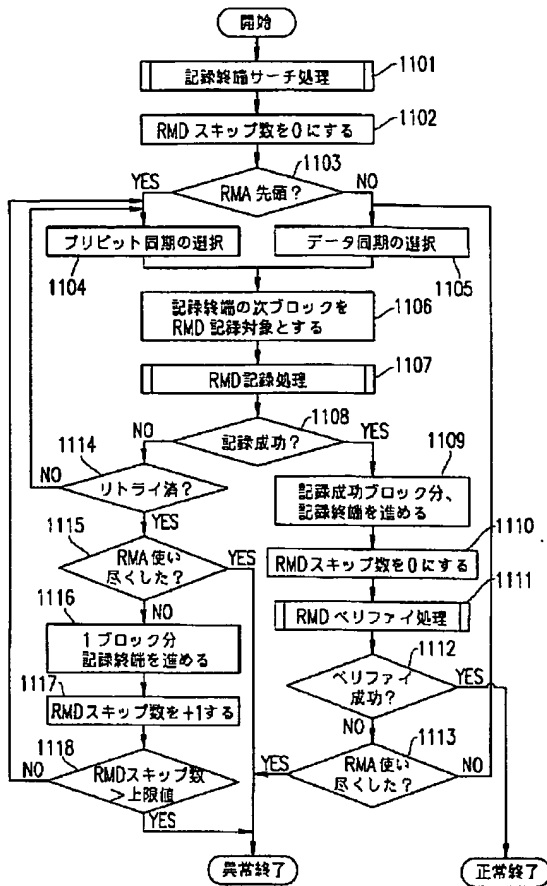 開始
記録終端サーチ処理
1101
RMDスキップ数を0にする
1102
1103
YES
RMA先頭?
NO
プリピット同期の選択
1104
データ同期の選択
1105
記録終端の次ブロックを
RMD記録対象とする
1106
RMD記録処理
1107
1108
NO
記録成功?
YES
1114
NO
リトライ済?
YES
1109
記録成功ブロック分、
記録終端を進める
1115
RMA使い
尽くした?
YES
NO
1110
RMDスキップ数を0にする
1111
RMDベリファイ処理
1116
1ブロック分
記録終端を進める
1112
ベリファイ
成功?
YES
NO
1117
RMDスキップ数を+1する
1113
YES
RMA使い
尽くした?
NO
1118
NO
RMDスキップ数
>上限値
YES
異常終了
正常終了